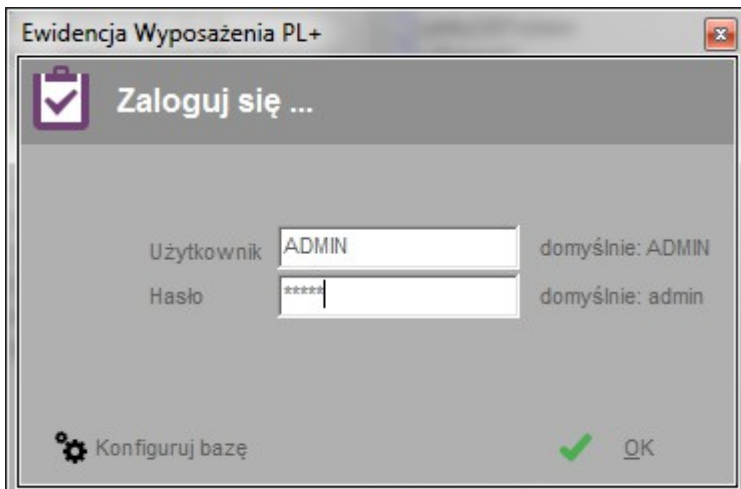 Ewidencja Wyposażenia PL+
Zaloguj się ...
Użytkownik ADMIN domyślnie: ADMIN
Hasło ***** domyślnie: admin
Konfiguruj bazę OK